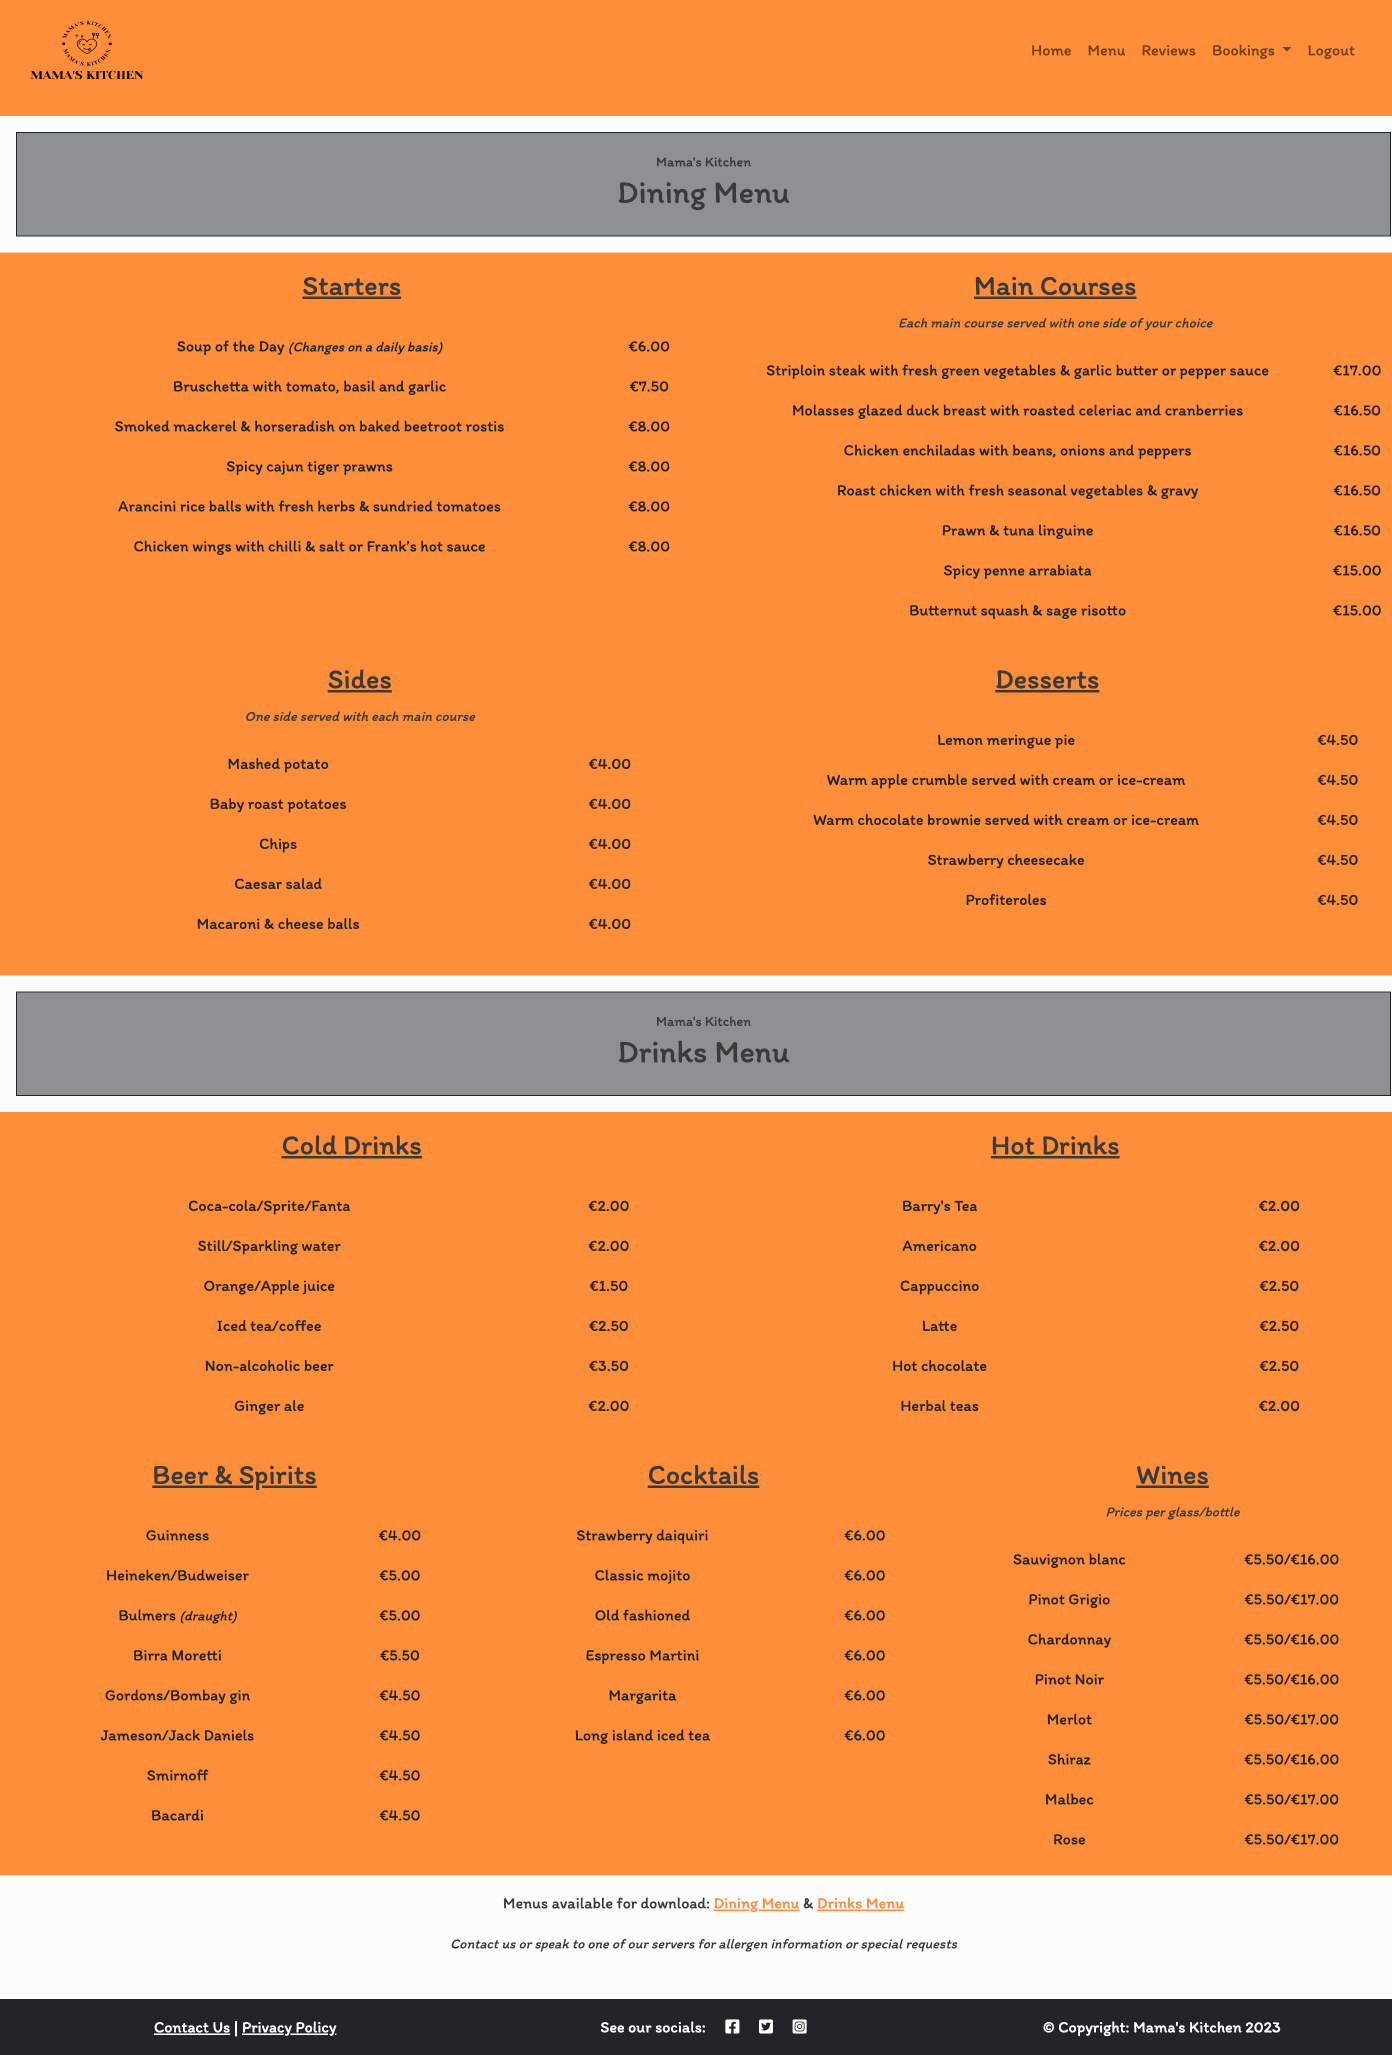 MAMA'S KITCHEN
MAMA'S KITCHEN
MAMA'S KITCHEN
Home Menu Reviews Bookings Logout
Mama's Kitchen
Dining Menu
Starters
Soup of the Day (Changes on a daily basis) €6.00
Bruschetta with tomato, basil and garlic €7.50
Smoked mackerel & horseradish on baked beetroot rostis €8.00
Spicy cajun tiger prawns €8.00
Arancini rice balls with fresh herbs & sundried tomatoes €8.00
Chicken wings with chilli & salt or Frank's hot sauce €8.00
Main Courses
Each main course served with one side of your choice
Striploin steak with fresh green vegetables & garlic butter or pepper sauce €17.00
Molasses glazed duck breast with roasted celeriac and cranberries €16.50
Chicken enchiladas with beans, onions and peppers €16.50
Roast chicken with fresh seasonal vegetables & gravy €16.50
Prawn & tuna linguine €16.50
Spicy penne arrabiata €15.00
Butternut squash & sage risotto €15.00
Sides
One side served with each main course
Mashed potato €4.00
Baby roast potatoes €4.00
Chips €4.00
Caesar salad €4.00
Macaroni & cheese balls €4.00
Desserts
Lemon meringue pie €4.50
Warm apple crumble served with cream or ice-cream €4.50
Warm chocolate brownie served with cream or ice-cream €4.50
Strawberry cheesecake €4.50
Profiteroles €4.50
Mama's Kitchen
Drinks Menu
Cold Drinks
Coca-cola/Sprite/Fanta €2.00
Still/Sparkling water €2.00
Orange/Apple juice €1.50
Iced tea/coffee €2.50
Non-alcoholic beer €3.50
Ginger ale €2.00
Hot Drinks
Barry's Tea €2.00
Americano €2.00
Cappuccino €2.50
Latte €2.50
Hot chocolate €2.50
Herbal teas €2.00
Beer & Spirits
Guinness €4.00
Heineken/Budweiser €5.00
Bulmers (draught) €5.00
Birra Moretti €5.50
Gordons/Bombay gin €4.50
Jameson/Jack Daniels €4.50
Smirnoff €4.50
Bacardi €4.50
Cocktails
Strawberry daiquiri €6.00
Classic mojito €6.00
Old fashioned €6.00
Espresso Martini €6.00
Margarita €6.00
Long island iced tea €6.00
Wines
Prices per glass/bottle
Sauvignon blanc €5.50/€16.00
Pinot Grigio €5.50/€17.00
Chardonnay €5.50/€16.00
Pinot Noir €5.50/€16.00
Merlot €5.50/€17.00
Shiraz €5.50/€16.00
Malbec €5.50/€17.00
Rose €5.50/€17.00
Menus available for download: Dining Menu & Drinks Menu
Contact us or speak to one of our servers for allergen information or special requests
Contact Us | Privacy Policy
See our socials:
© Copyright: Mama's Kitchen 2023